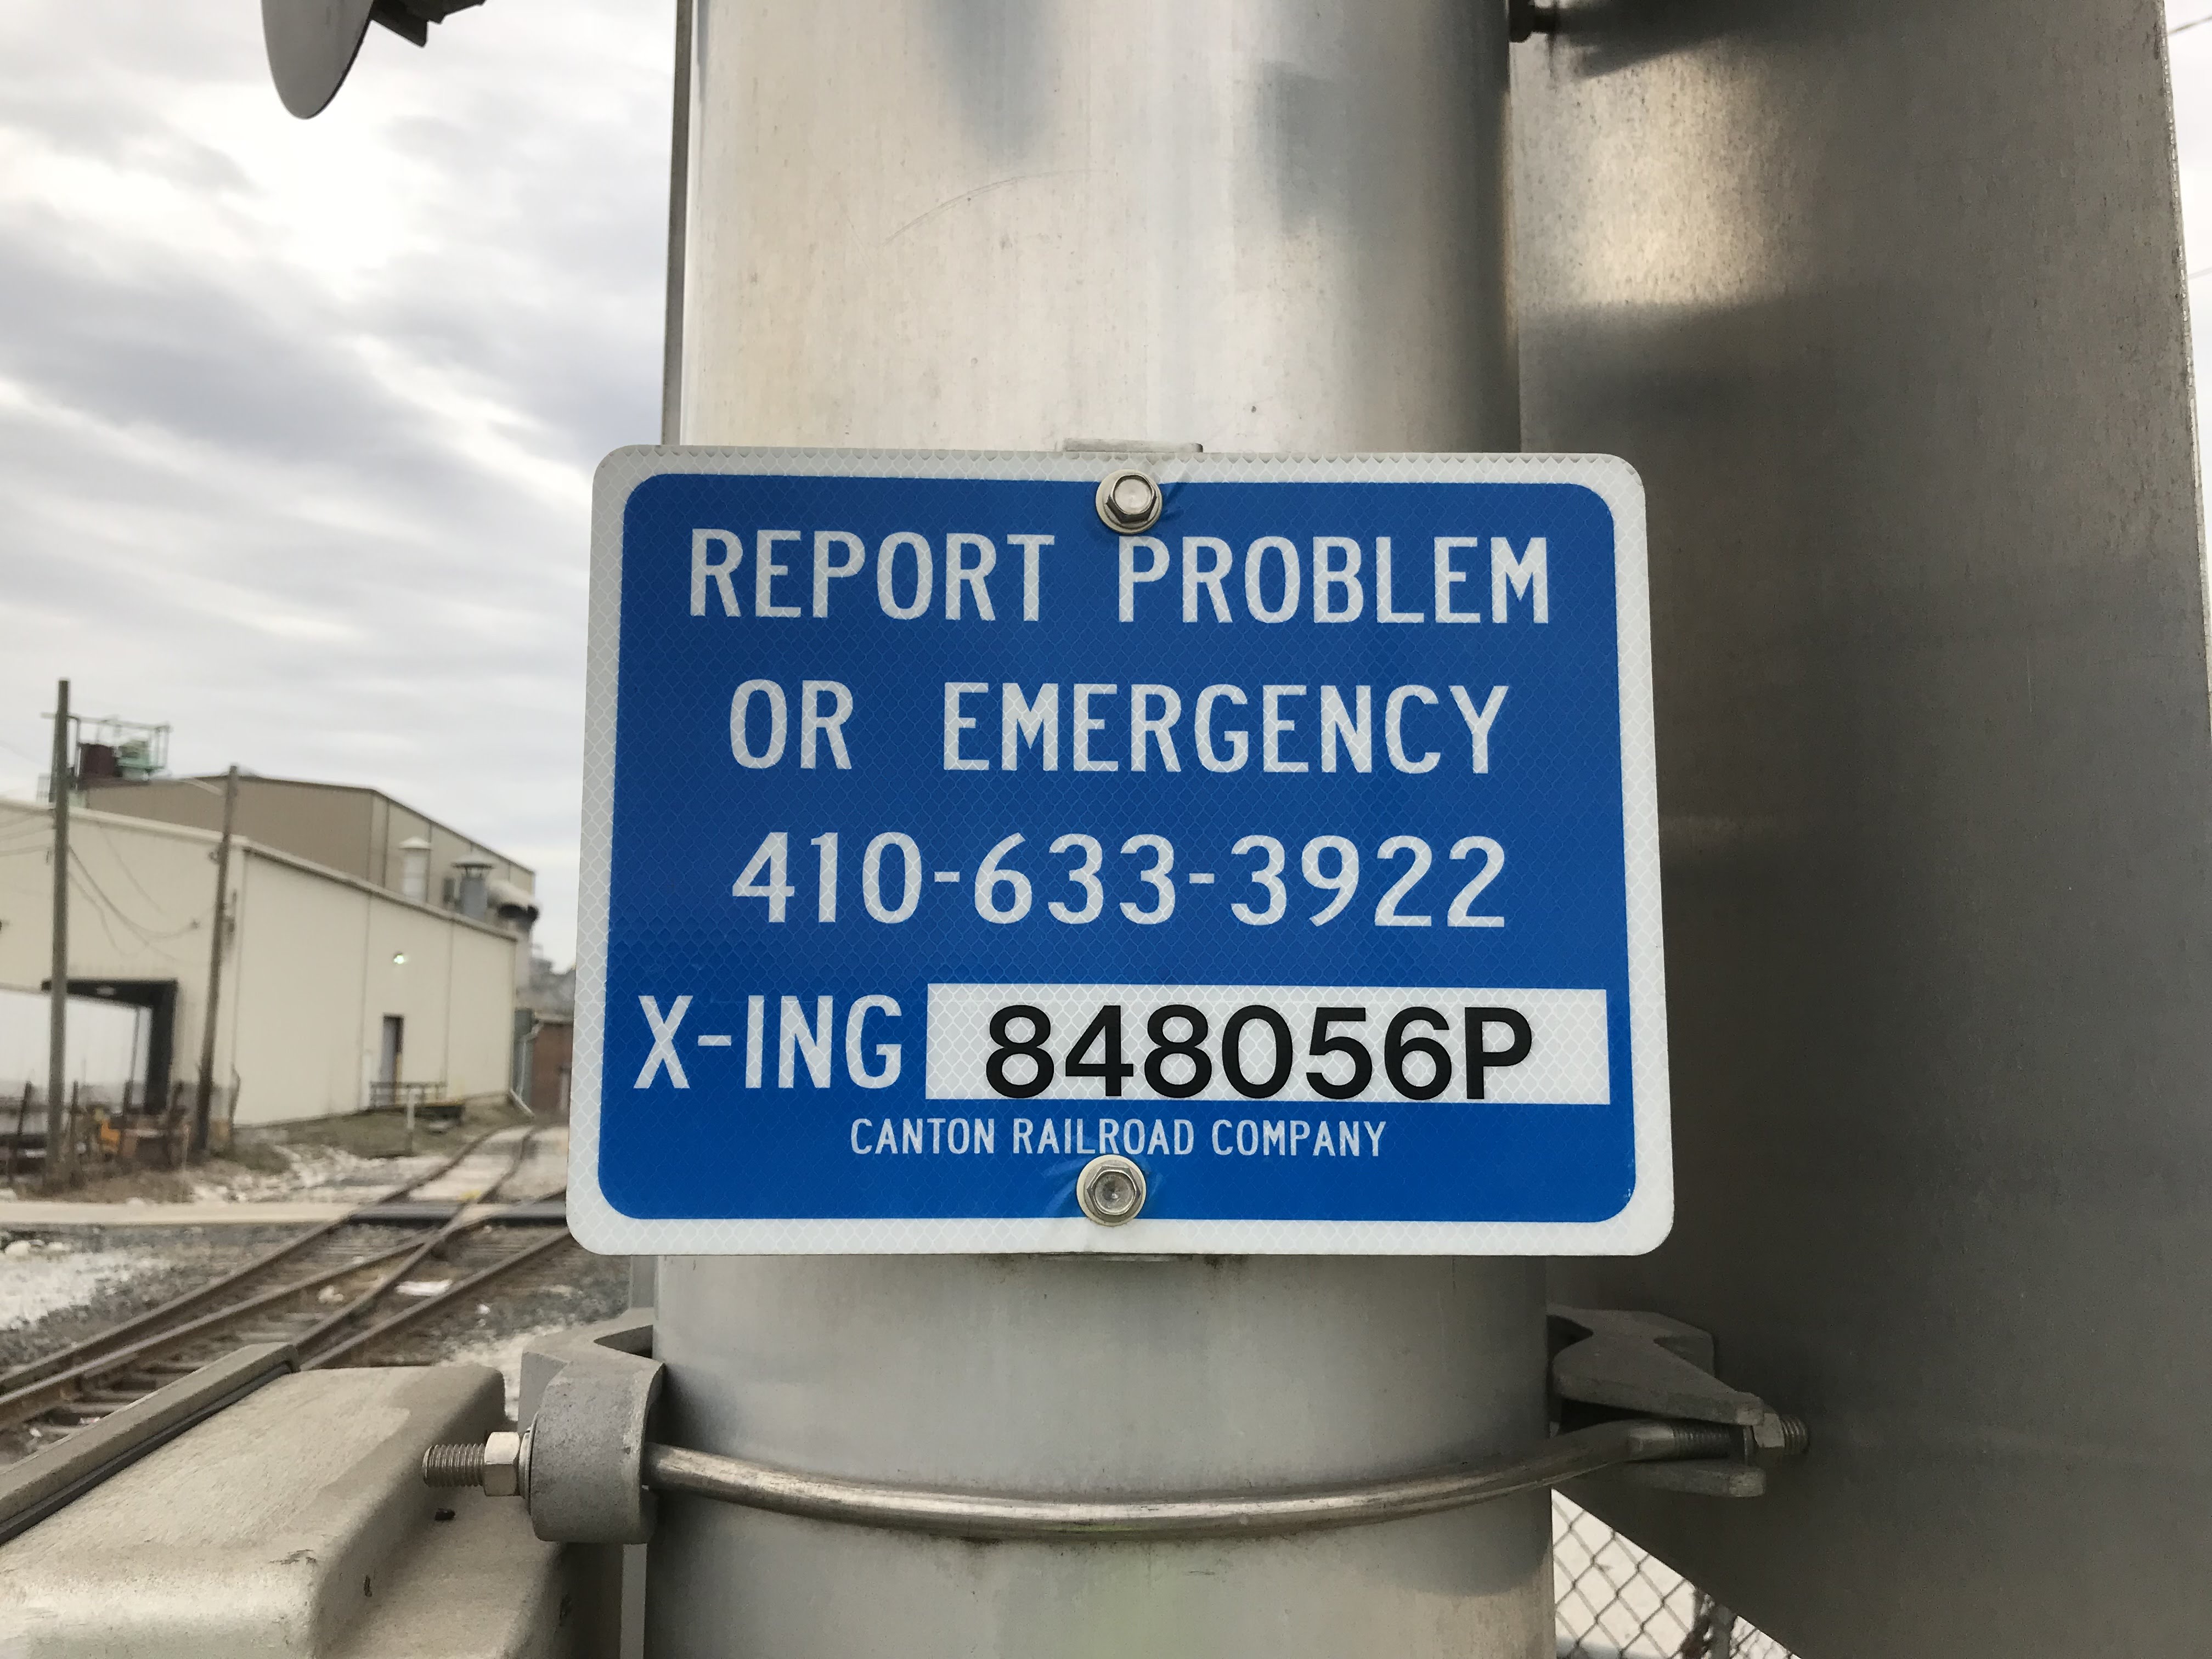 REPORT PROBLEM
OR EMERGENCY
410-633-3922
X-ING 848056P
CANTON RAILROAD COMPANY